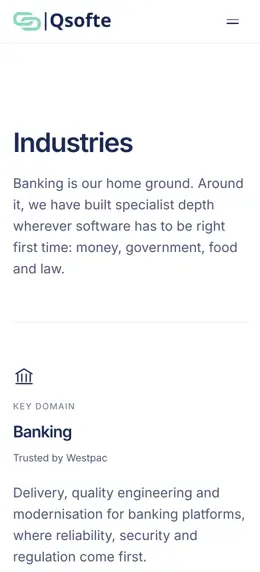 Qsofte
Industries
Banking is our home ground. Around
it, we have built specialist depth
wherever software has to be right
first time: money, government, food
and law.
KEY DOMAIN
Banking
Trusted by Westpac
Delivery, quality engineering and
modernisation for banking platforms,
where reliability, security and
regulation come first.